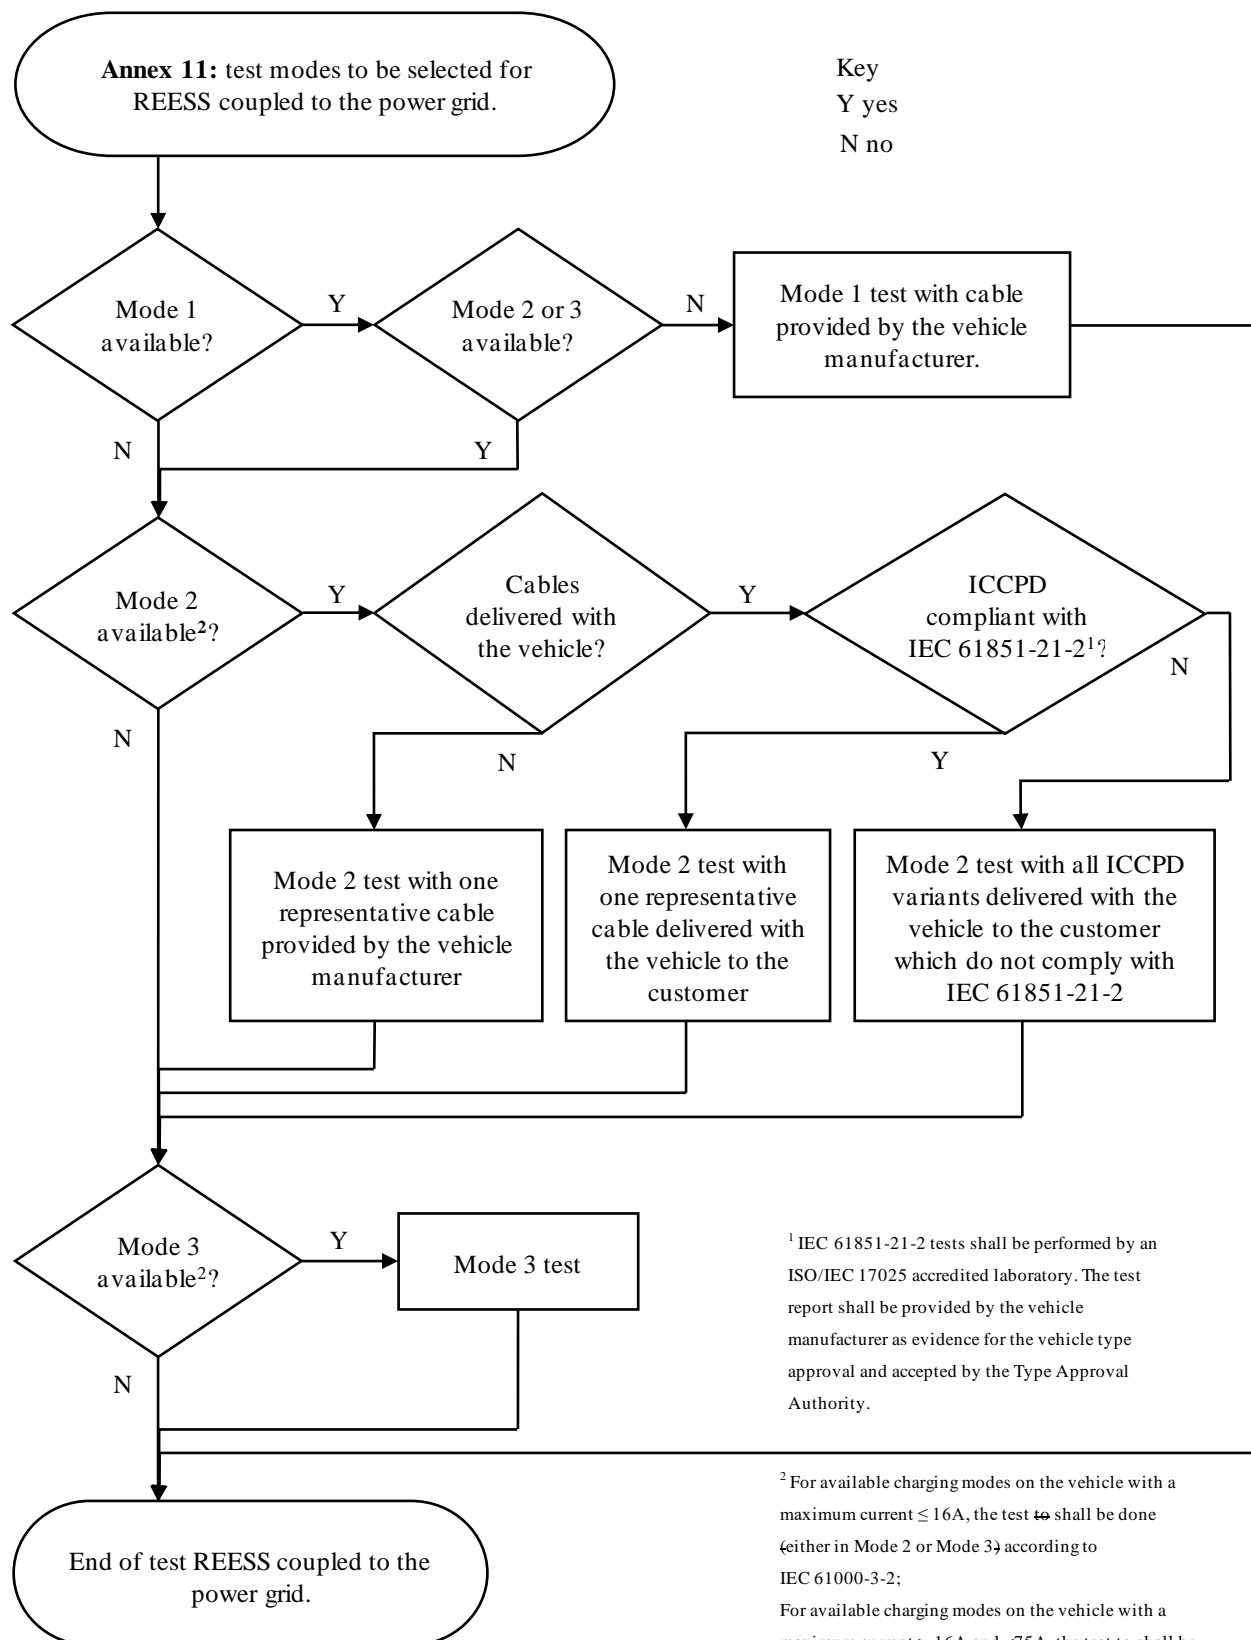 Annex 11: test modes to be selected for
REESS coupled to the power grid.
Key
Y yes
N no
Mode 1
available?
Y
Mode 2 or 3
available?
N
Mode 1 test with cable
provided by the vehicle
manufacturer.
N
Y
Mode 2
available²?
Y
Cables
delivered with
the vehicle?
Y
ICCPD
compliant with
IEC 61851-21-2¹?
N
N
N
Y
Mode 2 test with one
representative cable
provided by the vehicle
manufacturer
Mode 2 test with
one representative
cable delivered with
the vehicle to the
customer
Mode 2 test with all ICCPD
variants delivered with the
vehicle to the customer
which do not comply with
IEC 61851-21-2
Mode 3
available²?
Y
Mode 3 test
N
¹ IEC 61851-21-2 tests shall be performed by an
ISO/IEC 17025 accredited laboratory. The test
report shall be provided by the vehicle
manufacturer as evidence for the vehicle type
approval and accepted by the Type Approval
Authority.
² For available charging modes on the vehicle with a
maximum current ≤ 16A, the test to shall be done
(either in Mode 2 or Mode 3) according to
IEC 61000-3-2;
For available charging modes on the vehicle with a
End of test REESS coupled to the
power grid.